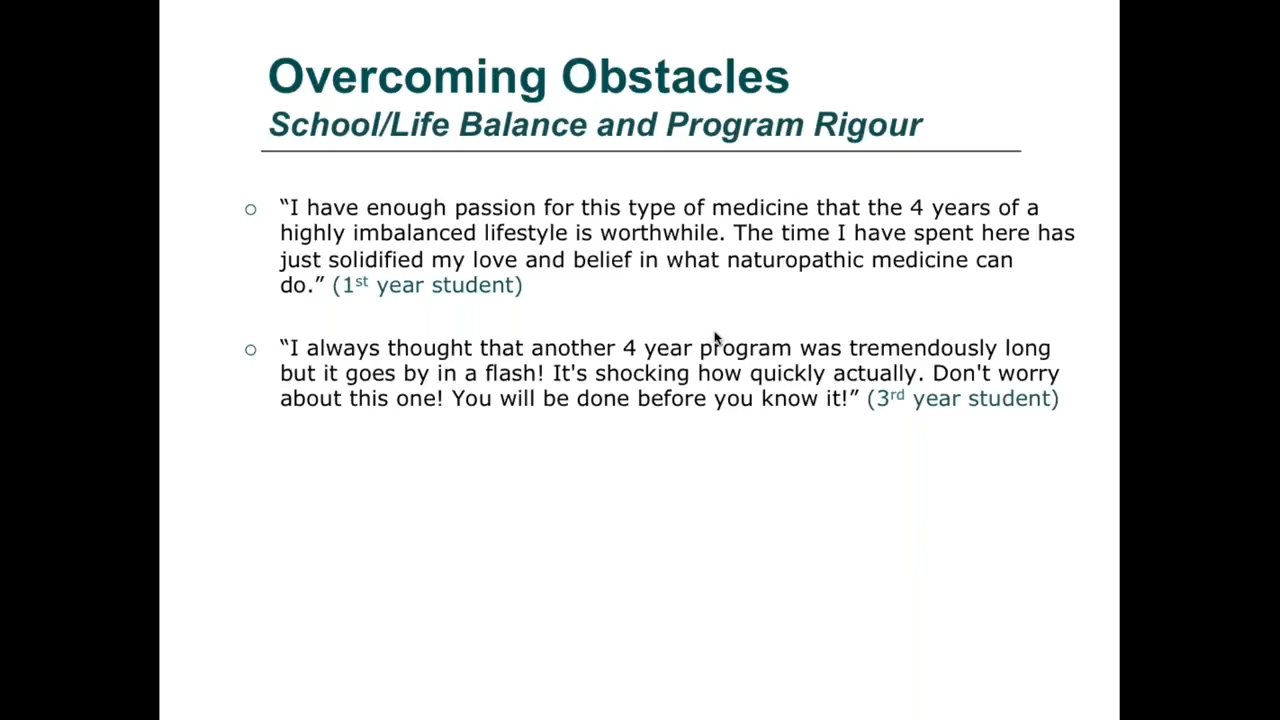 Overcoming Obstacles
School/Life Balance and Program Rigour
“I have enough passion for this type of medicine that the 4 years of a
highly imbalanced lifestyle is worthwhile. The time I have spent here has
just solidified my love and belief in what naturopathic medicine can
do.” (1st year student)
“I always thought that another 4 year program was tremendously long
but it goes by in a flash! It's shocking how quickly actually. Don't worry
about this one! You will be done before you know it!” (3rd year student)